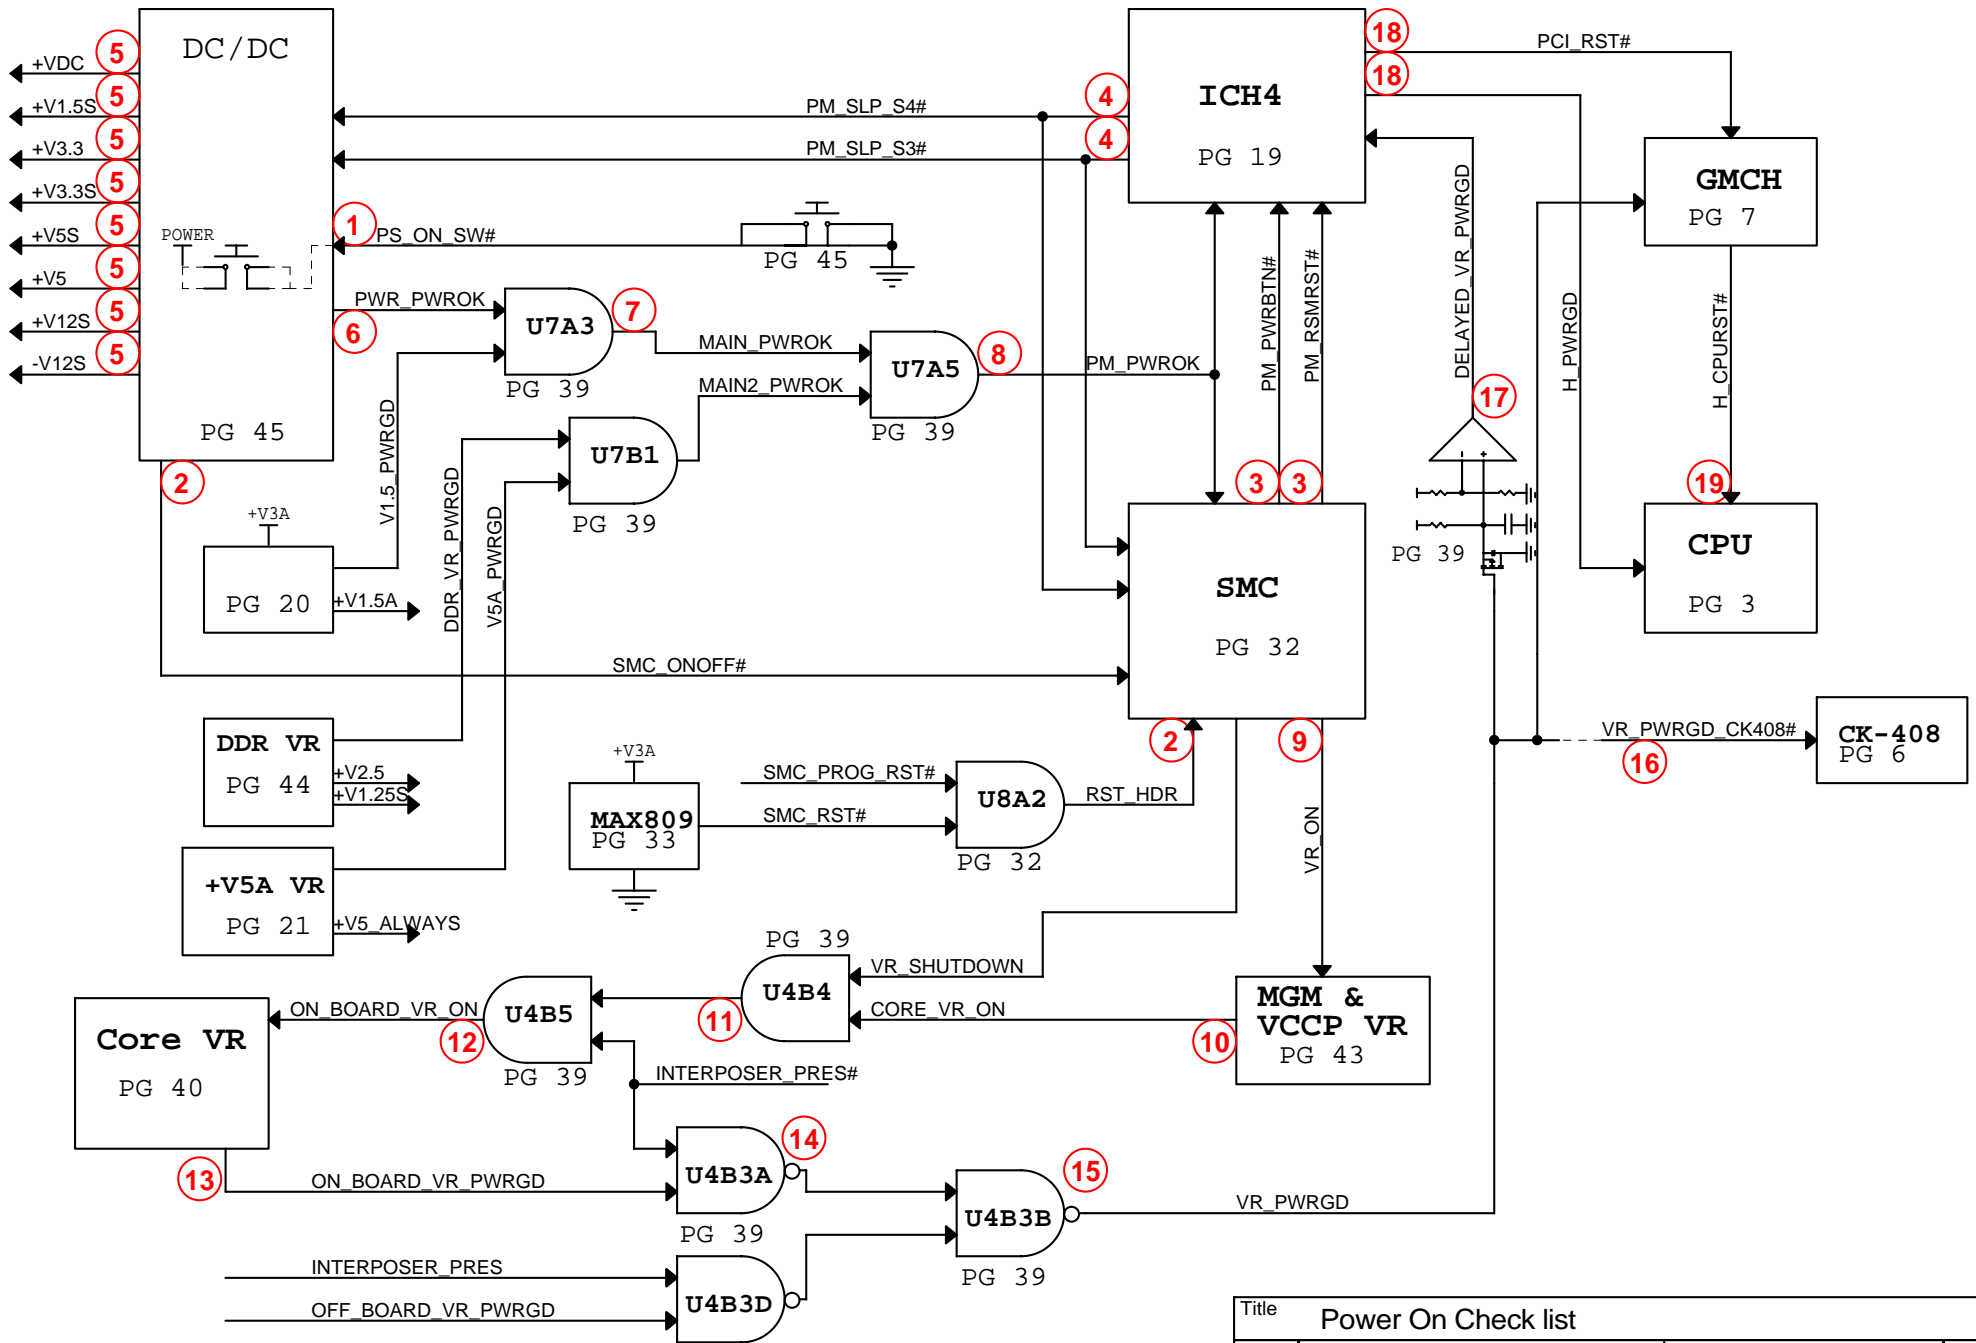 DC/DC
PG 45
+VDC
5
+V1.5S
5
+V3.3
5
+V3.3S
5
+V5S
5
+V5
5
+V12S
5
-V12S
5
POWER
1
PS_ON_SW#
PG 45
PM_SLP_S4#
4
PM_SLP_S3#
4
ICH4
PG 19
18
PCI_RST#
18
GMCH
PG 7
PWR_PWROK
6
U7A3
PG 39
7
MAIN_PWROK
MAIN2_PWROK
U7A5
PG 39
8
PM_PWROK
PM_PWRBTN#
PM_RSMRST#
DELAYED_VR_PWRGD
H_PWRGD
H_CPURST#
17
U7B1
PG 39
2
V1.5_PWRGD
DDR_VR_PWRGD
V5A_PWRGD
3
3
19
CPU
PG 3
PG 39
- +
+V3A
PG 20
+V1.5A
SMC
PG 32
SMC_ONOFF#
DDR VR
PG 44
+V2.5
+V1.25S
+V3A
MAX809
PG 33
SMC_PROG_RST#
SMC_RST#
U8A2
PG 32
RST_HDR
2
9
VR_ON
VR_PWRGD_CK408#
16
CK-408
PG 6
+V5A VR
PG 21
+V5_ALWAYS
PG 39
U4B4
VR_SHUTDOWN
CORE_VR_ON
10
MGM &
VCCP VR
PG 43
11
U4B5
PG 39
ON_BOARD_VR_ON
12
Core VR
PG 40
INTERPOSER_PRES#
13
ON_BOARD_VR_PWRGD
U4B3A
PG 39
14
U4B3B
PG 39
15
VR_PWRGD
INTERPOSER_PRES
OFF_BOARD_VR_PWRGD
U4B3D
Title
Power On Check list